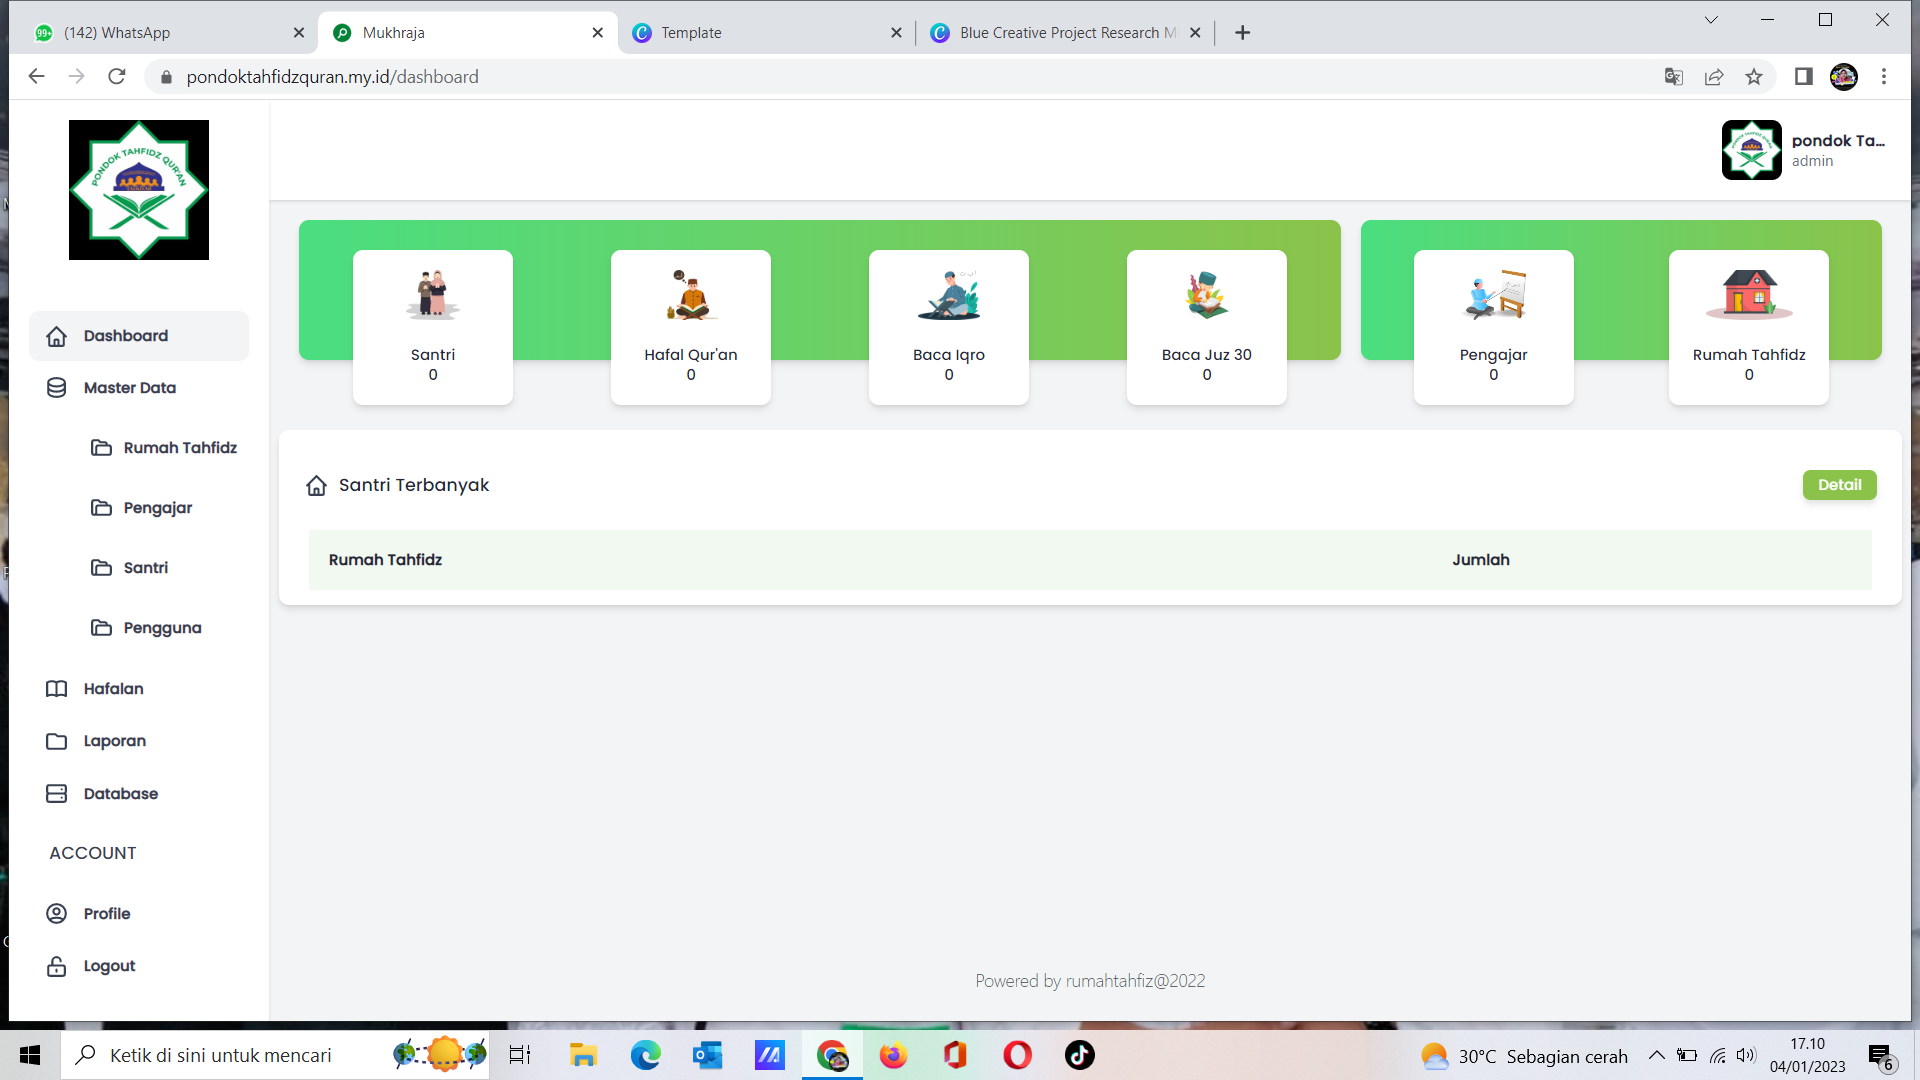 (142) WhatsApp
Mukhraja
Template
Blue Creative Project Research M
pondoktahfidzquran.my.id/dashboard
PONDOK TAHFIDZ QUR'AN
pondok Ta...
admin
Dashboard
Master Data
Rumah Tahfidz
Pengajar
Santri
Pengguna
Hafalan
Laporan
Database
ACCOUNT
Profile
Logout
Santri
0
Hafal Qur'an
0
Baca Iqro
0
Baca Juz 30
0
Pengajar
0
Rumah Tahfidz
0
Santri Terbanyak
Detail
Rumah Tahfidz
Jumlah
Powered by rumahtahfiz@2022
Ketik di sini untuk mencari
30°C Sebagian cerah
17.10
04/01/2023
6